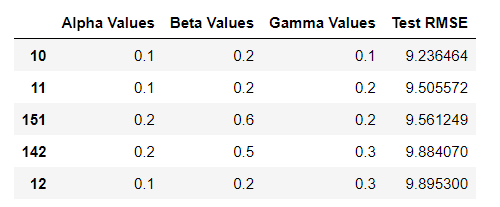 Alpha Values Beta Values Gamma Values Test RMSE
10 0.1 0.2 0.1 9.236464
11 0.1 0.2 0.2 9.505572
151 0.2 0.6 0.2 9.561249
142 0.2 0.5 0.3 9.884070
12 0.1 0.2 0.3 9.895300